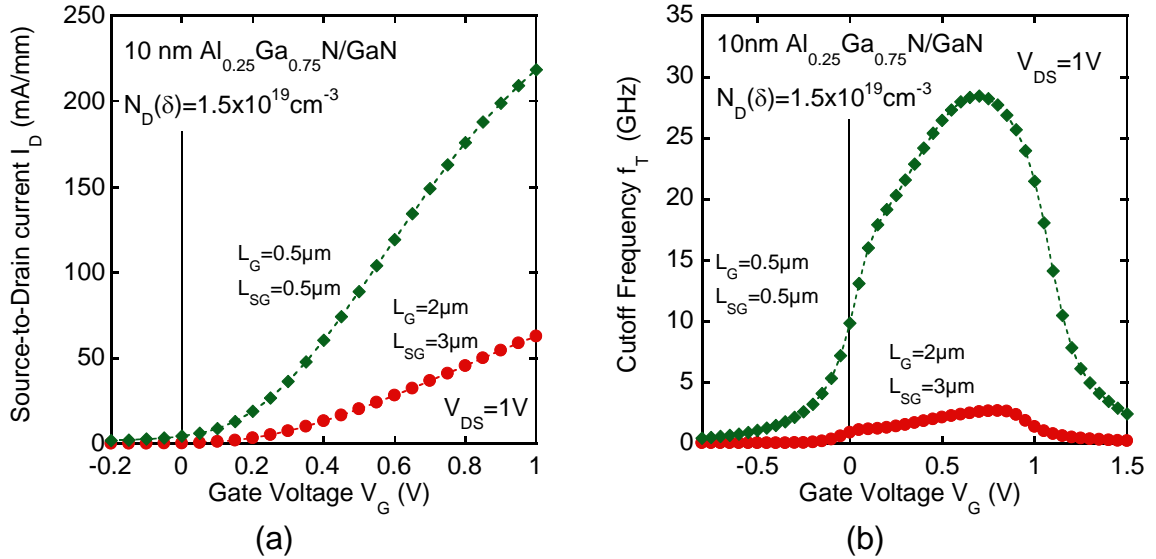 250
200
150
100
50
0
Source-to-Drain current I_D (mA/mm)
10 nm Al_0.25Ga_0.75N/GaN
N_D(δ)=1.5x10^19cm^-3
L_G=0.5µm
L_SG=0.5µm
L_G=2µm
L_SG=3µm
V_DS=1V
-0.2 0 0.2 0.4 0.6 0.8 1
Gate Voltage V_G (V)
(a)
35
30
25
20
15
10
5
0
Cutoff Frequency f_T (GHz)
10nm Al_0.25Ga_0.75N/GaN
V_DS=1V
N_D(δ)=1.5x10^19cm^-3
L_G=0.5µm
L_SG=0.5µm
L_G=2µm
L_SG=3µm
-0.5 0 0.5 1 1.5
Gate Voltage V_G (V)
(b)